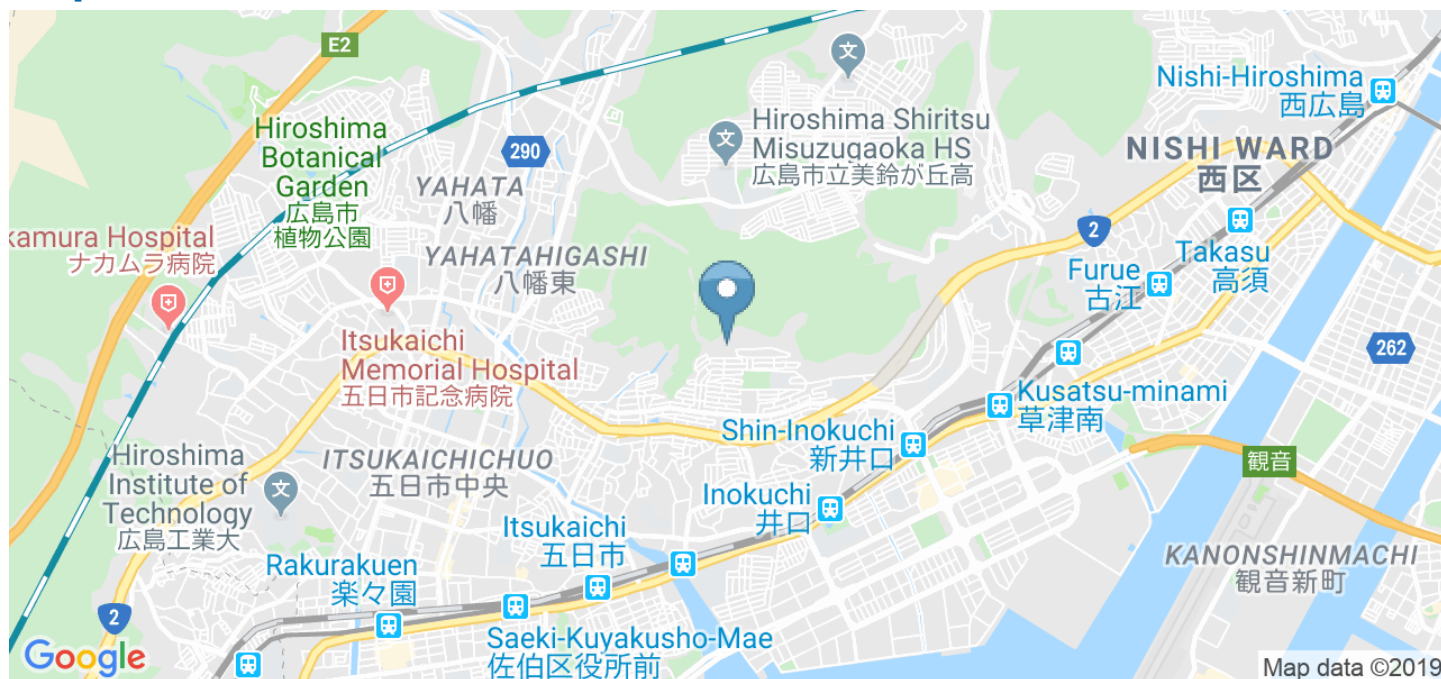 E2
Nishi-Hiroshima
西広島
Hiroshima
Botanical
Garden
広島市
植物公園
290
Hiroshima Shiritsu
Misuzugaoka HS
広島市立美鈴が丘高
NISHI WARD
西区
YAHATA
八幡
kamura Hospital
ナカムラ病院
YAHATAHIGASHI
八幡東
2
Takasu
高須
Furue
古江
Itsukaichi
Memorial Hospital
五日市記念病院
262
Kusatsu-minami
草津南
Shin-Inokuchi
新井口
Hiroshima
Institute of
Technology
広島工業大
ITSUKAICHICHUO
五日市中央
観音
Inokuchi
井口
Itsukaichi
五日市
KANONSHINMACHI
観音新町
Rakurakuen
楽々園
2
Saeki-Kuyakusho-Mae
佐伯区役所前
Google
Map data ©2019